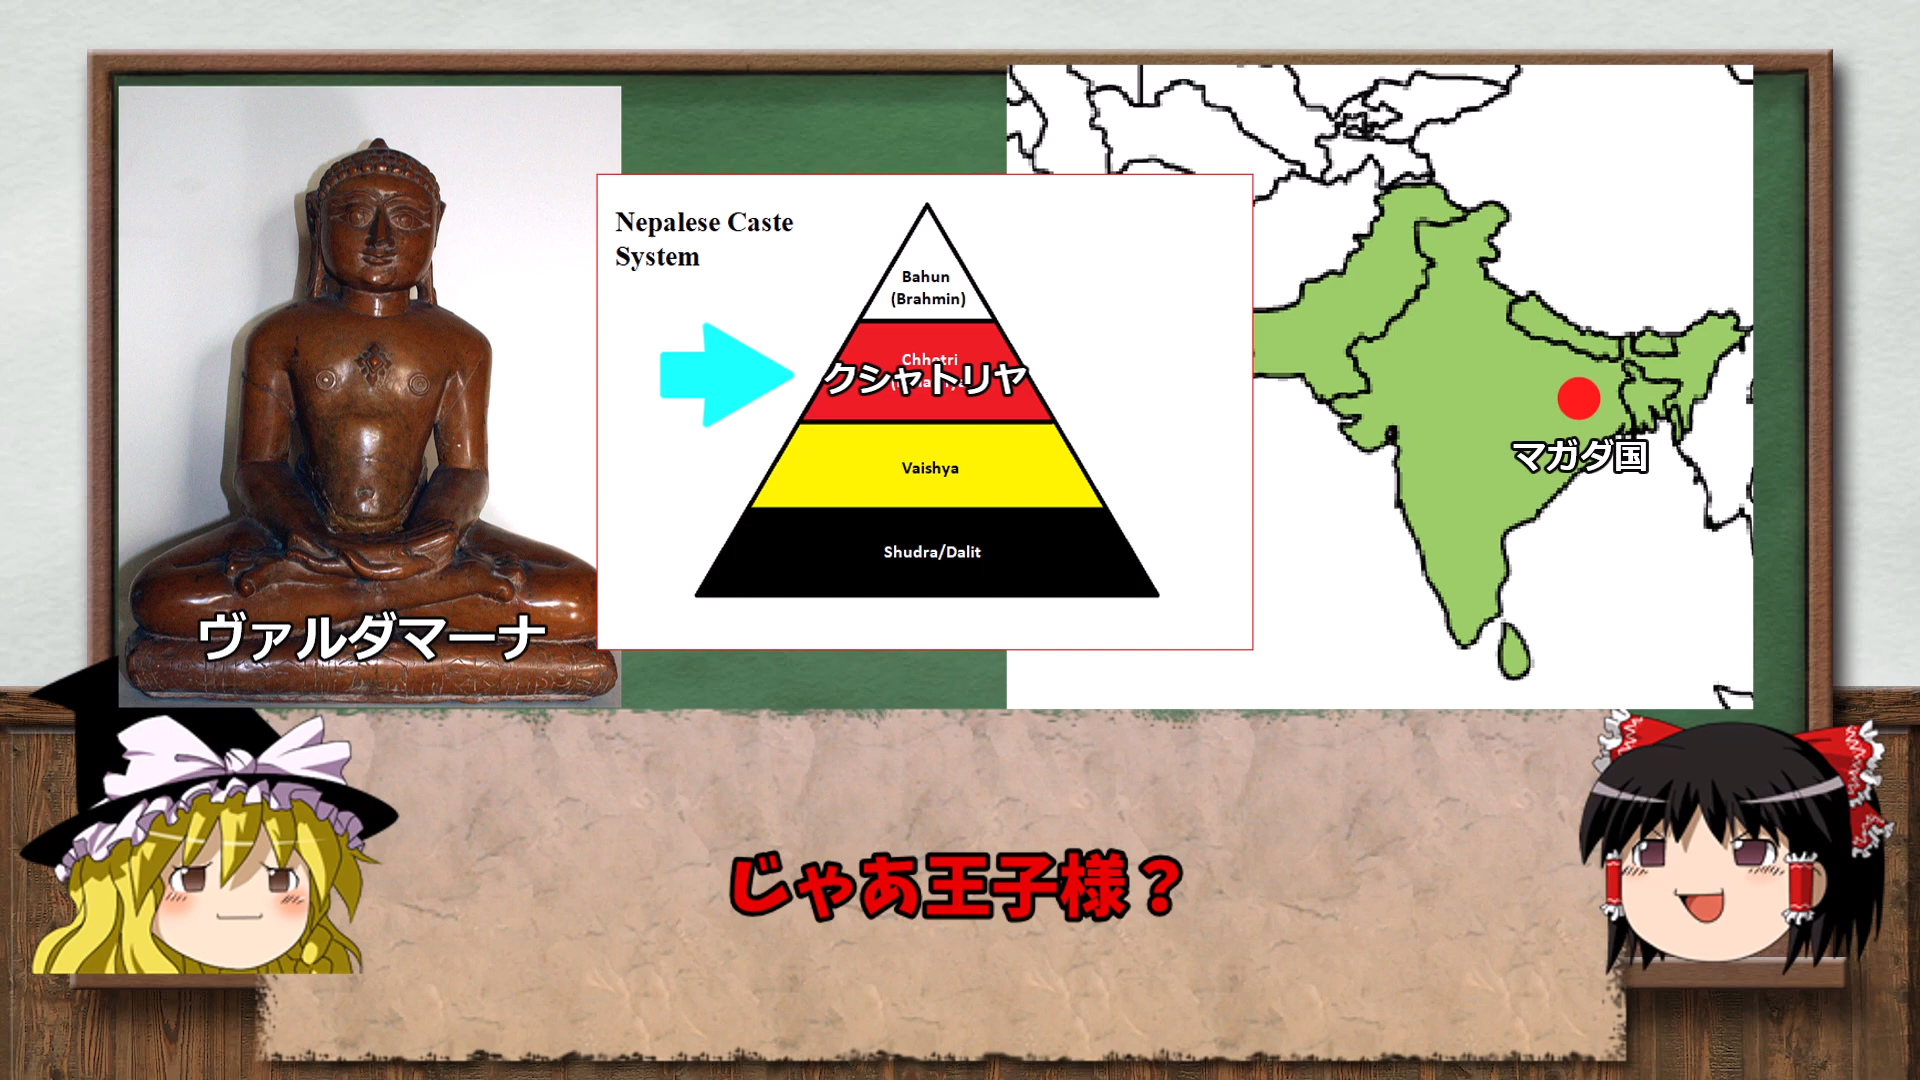 ヴァルダマーナ
Nepalese Caste
System
Bahun
(Brahmin)
Chhetri
クシャトリヤ
Vaishya
Shudra/Dalit
マガダ国
じゃあ王子様？